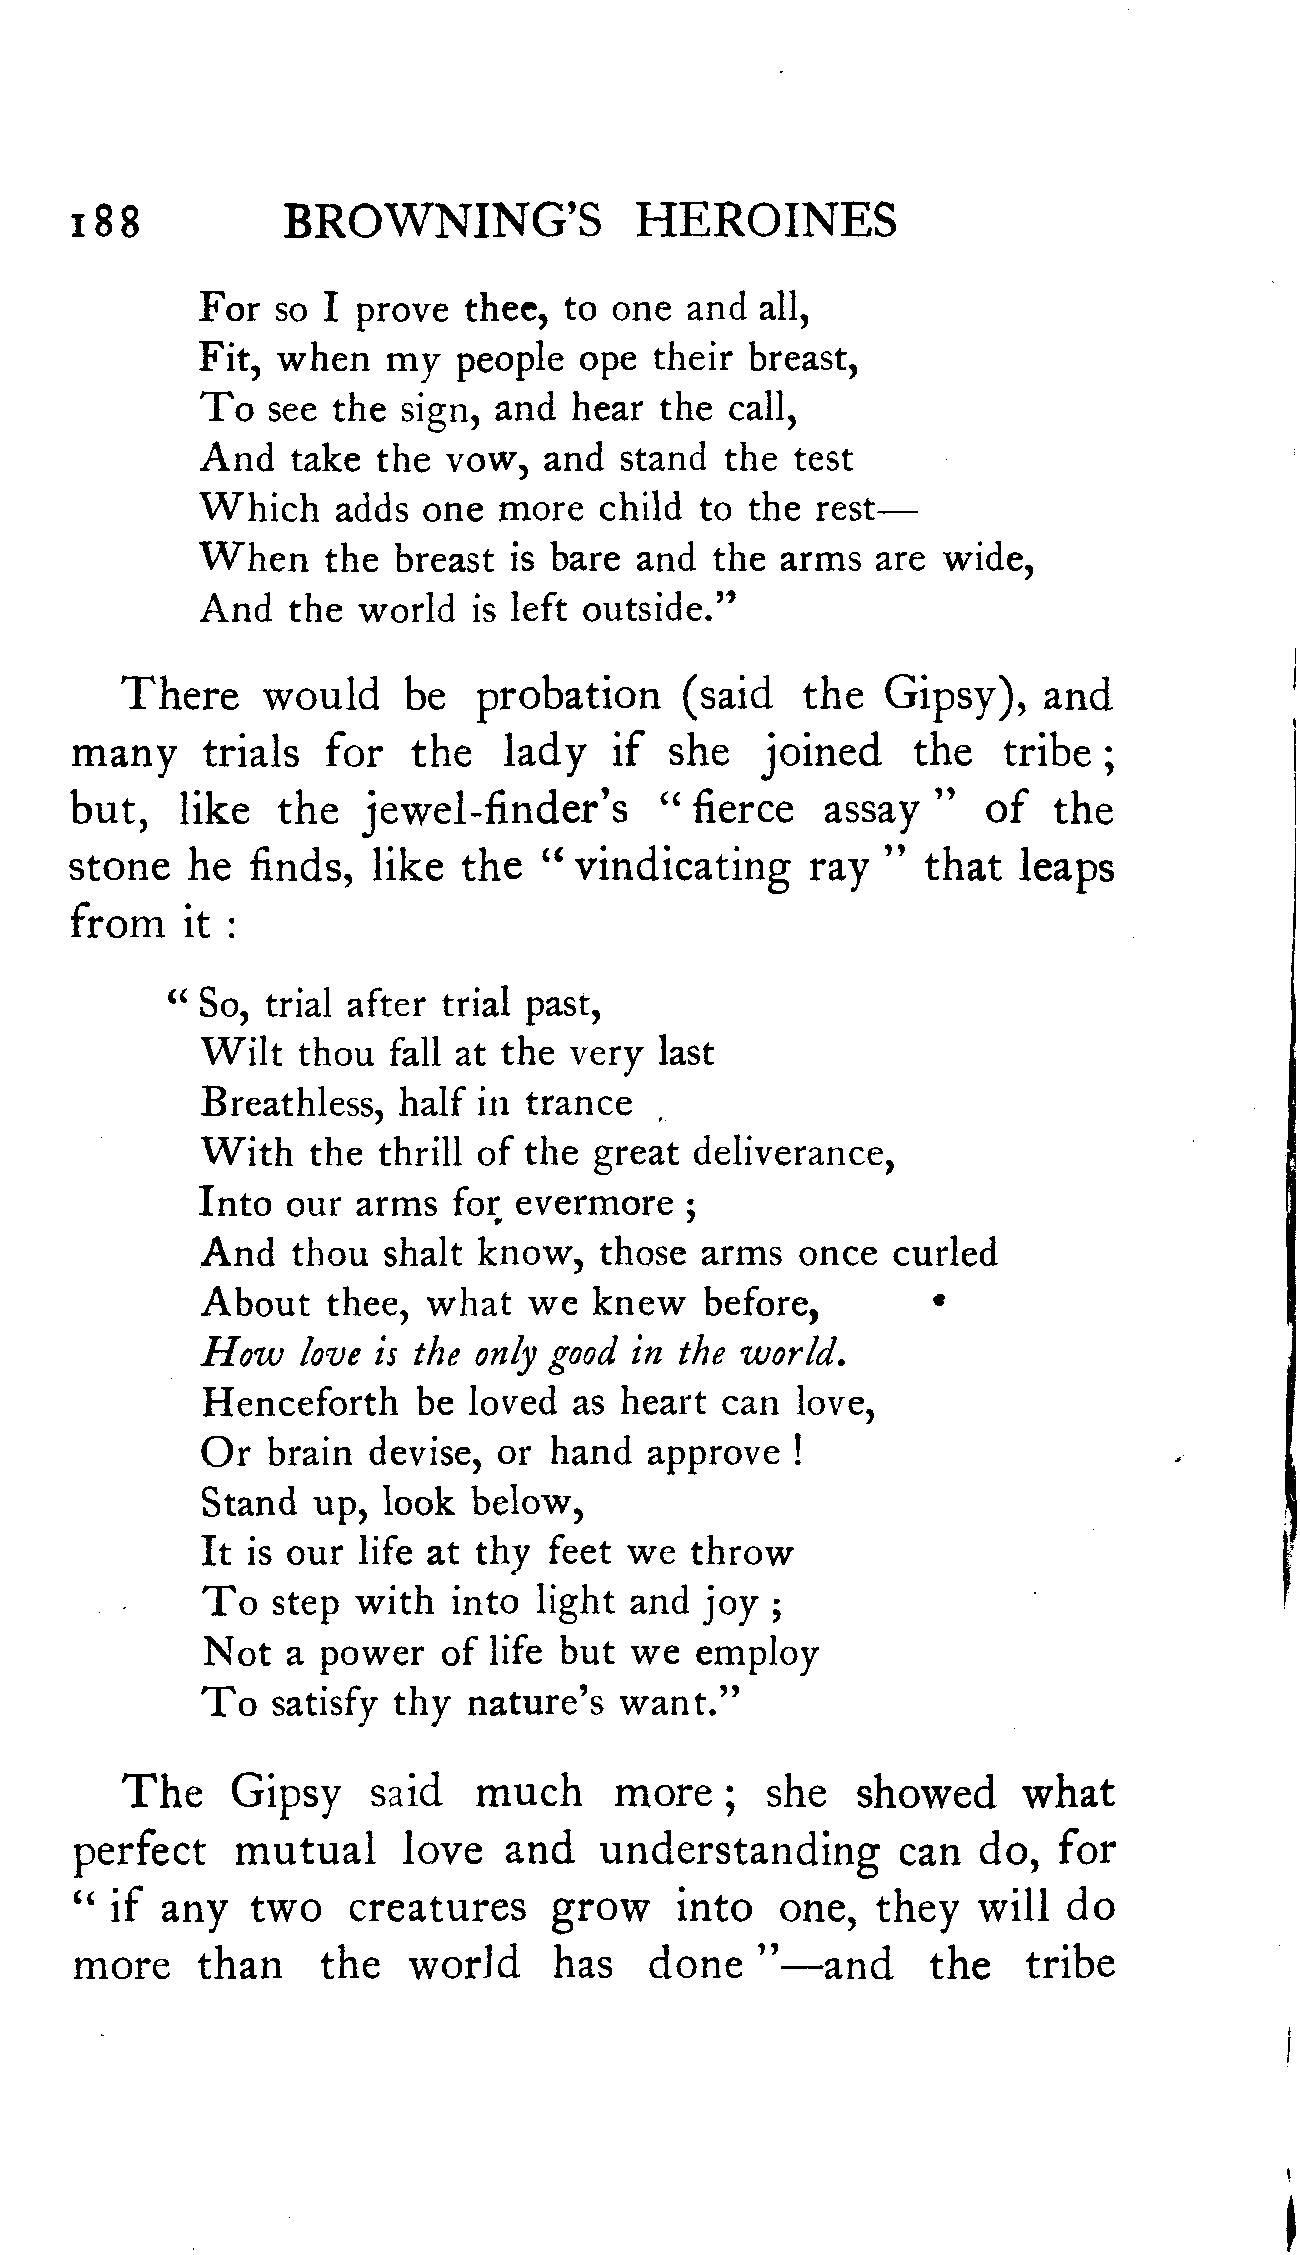 188 BROWNING'S HEROINES
For so I prove thee, to one and all,
Fit, when my people ope their breast,
To see the sign, and hear the call,
And take the vow, and stand the test
Which adds one more child to the rest—
When the breast is bare and the arms are wide,
And the world is left outside."
There would be probation (said the Gipsy), and
many trials for the lady if she joined the tribe ;
but, like the jewel-finder's " fierce assay " of the
stone he finds, like the " vindicating ray " that leaps
from it :
" So, trial after trial past,
Wilt thou fall at the very last
Breathless, half in trance
With the thrill of the great deliverance,
Into our arms for evermore ;
And thou shalt know, those arms once curled
About thee, what we knew before,
How love is the only good in the world.
Henceforth be loved as heart can love,
Or brain devise, or hand approve !
Stand up, look below,
It is our life at thy feet we throw
To step with into light and joy ;
Not a power of life but we employ
To satisfy thy nature's want."
The Gipsy said much more ; she showed what
perfect mutual love and understanding can do, for
" if any two creatures grow into one, they will do
more than the world has done "—and the tribe